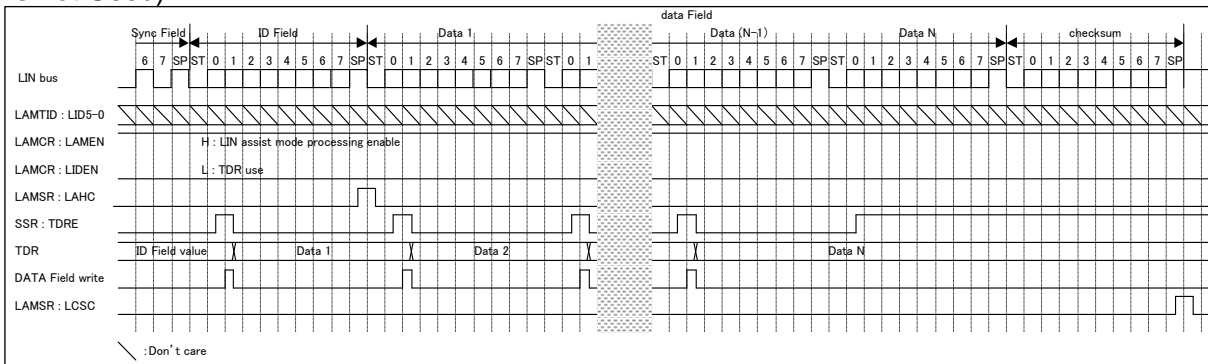 data Field
Sync Field ID Field Data 1 Data (N-1) Data N checksum
6 7 SP ST 0 1 2 3 4 5 6 7 SP ST 0 1 2 3 4 5 6 7 SP ST 0 1 ST 0 1 2 3 4 5 6 7 SP ST 0 1 2 3 4 5 6 7 SP ST 0 1 2 3 4 5 6 7 SP
LIN bus
LAMTID : LID5-0
LAMCR : LAMEN H : LIN assist mode processing enable
LAMCR : LIDEN L : TDR use
LAMSR : LAHC
SSR : TDRE
TDR ID Field value Data 1 Data 2 Data N
DATA Field write
LAMSR : LCSC
:Don't care